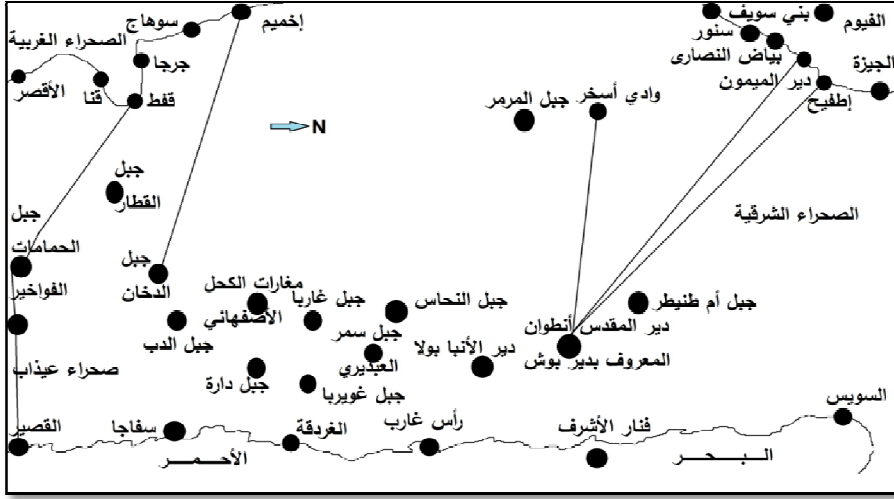 الفيوم
بني سويف
سنور
بياض النصارى
دير الميمون
إطفيح
الجيزة
إخميم
سوهاج
الصحراء الغربية
جرجا
الأقصر
قنا
قفط
N
جبل المرمر
وادي أسخر
الصحراء الشرقية
جبل
القطار
جبل
الحمامات
الفواخير
جبل
الدخان
مغارات الكحل
الأصفهاني
جبل غاربا
جبل النحاس
جبل أم طنيطر
دير المقدس أنطوان
المعروف بدير بوش
جبل الدب
جبل سمر
العبديري
دير الأنبا بولا
صحراء عيذاب
جبل دارة
جبل غويربا
السويس
القصير
سفاجا
الغردقة
رأس غارب
فنار الأشرف
البـــحـــر
الأحـمـــر